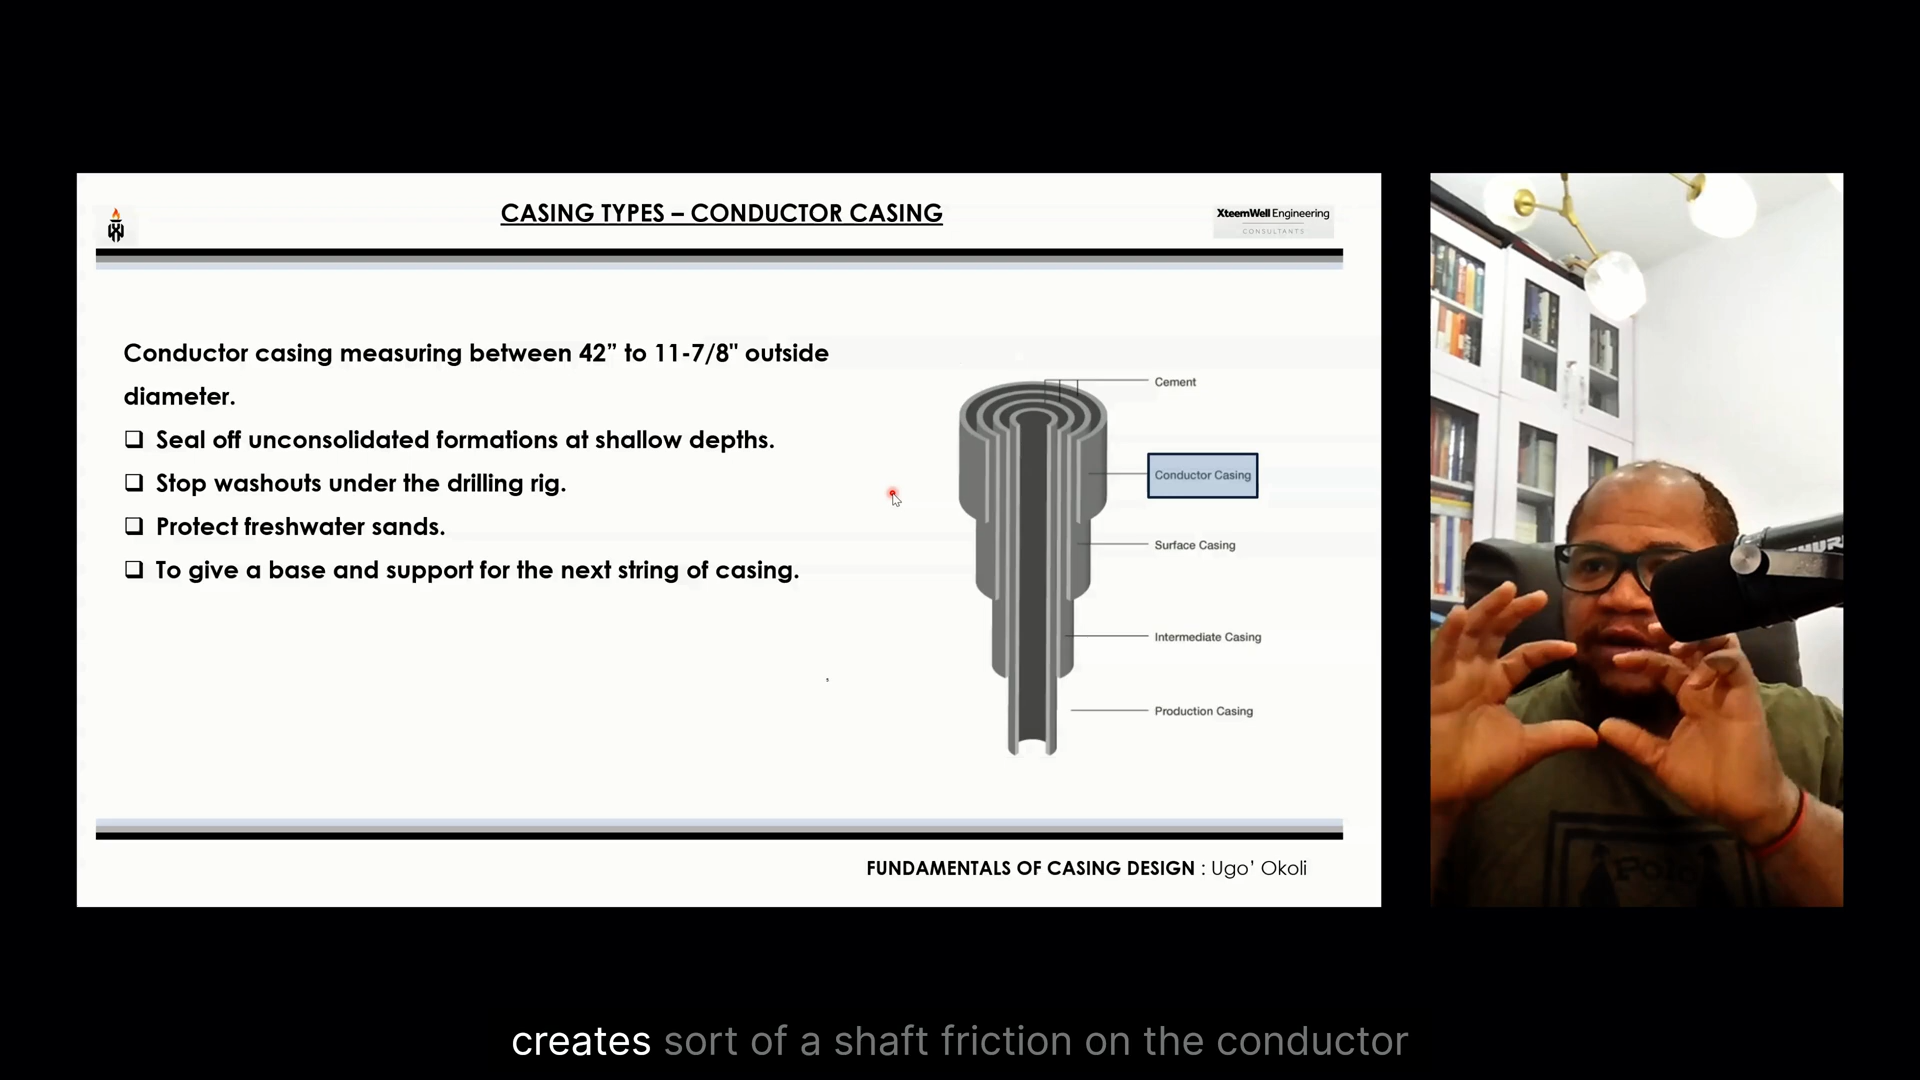 CASING TYPES – CONDUCTOR CASING
XteemWell Engineering
CONSULTANTS
Conductor casing measuring between 42” to 11-7/8" outside
diameter.
❑ Seal off unconsolidated formations at shallow depths.
❑ Stop washouts under the drilling rig.
❑ Protect freshwater sands.
❑ To give a base and support for the next string of casing.
Cement
Conductor Casing
Surface Casing
Intermediate Casing
Production Casing
FUNDAMENTALS OF CASING DESIGN : Ugo’ Okoli
Polo
creates sort of a shaft friction on the conductor